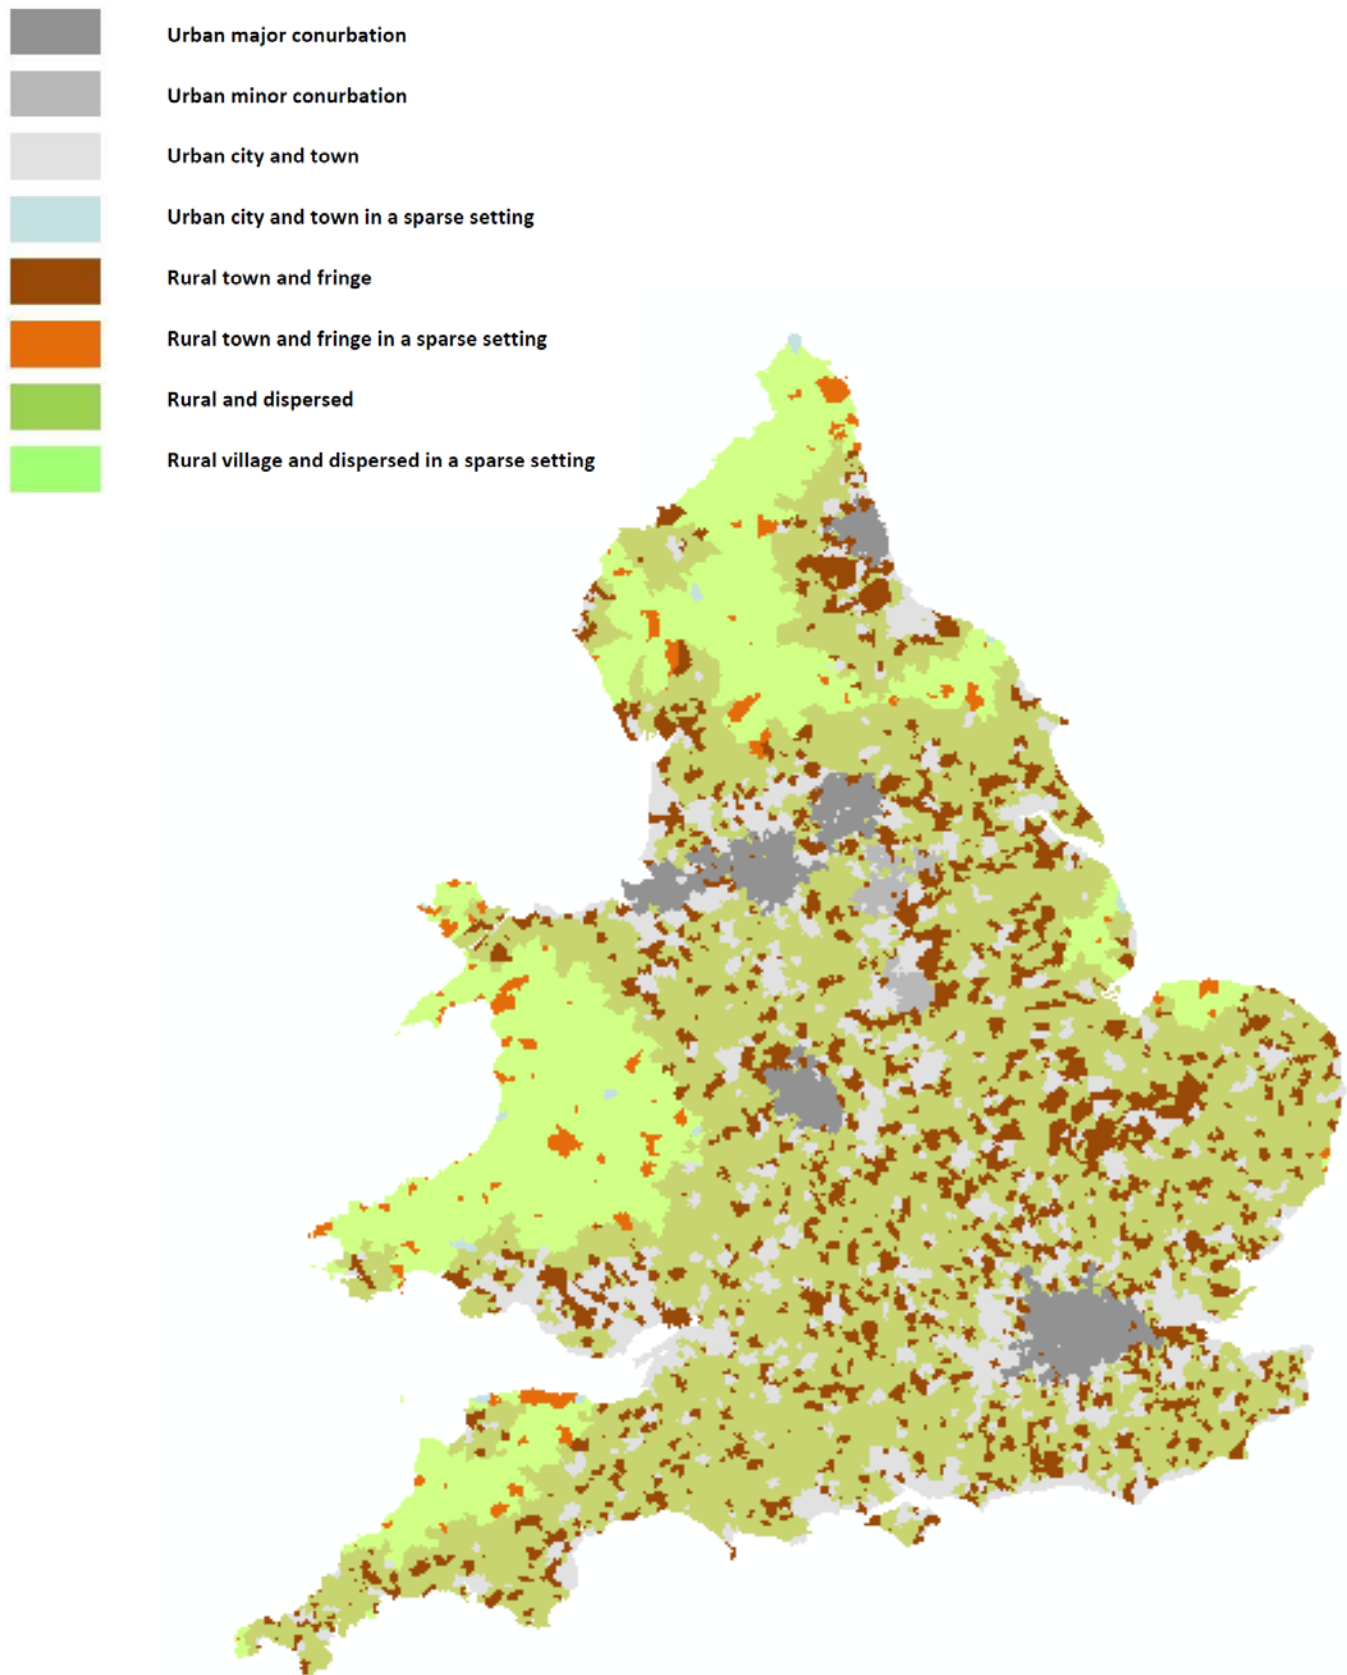 Urban major conurbation
Urban minor conurbation
Urban city and town
Urban city and town in a sparse setting
Rural town and fringe
Rural town and fringe in a sparse setting
Rural and dispersed
Rural village and dispersed in a sparse setting